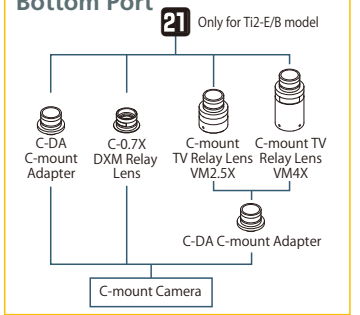 Bottom Port
21 Only for Ti2-E/B model
C-DA
C-mount
Adapter
C-0.7X
DXM Relay
Lens
C-mount
TV Relay Lens
VM2.5X
C-mount TV
Relay Lens
VM4X
C-DA C-mount Adapter
C-mount Camera